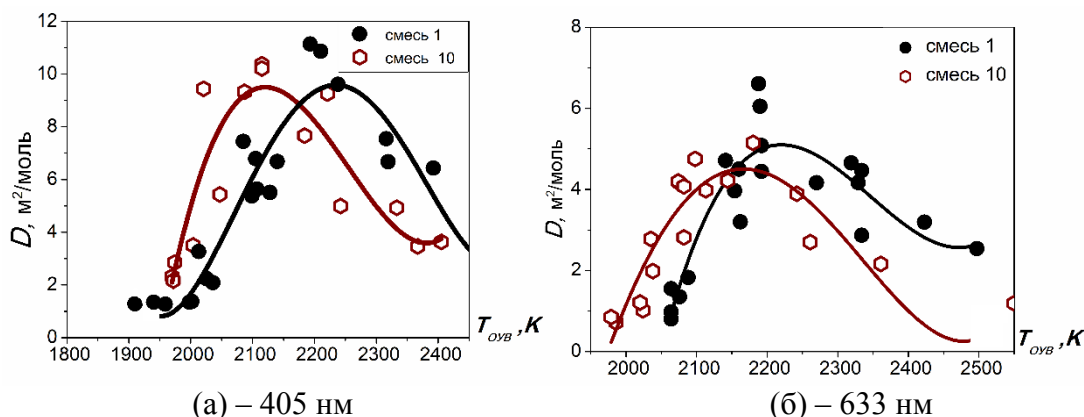 14
12
10
8
6
4
2
0
D, м²/моль
смесь 1
смесь 10
1800 1900 2000 2100 2200 2300 2400
T_ОУВ ,K
(а) – 405 нм
8
6
4
2
0
D, м²/моль
смесь 1
смесь 10
2000 2100 2200 2300 2400 2500
T_ОУВ ,K
(б) – 633 нм